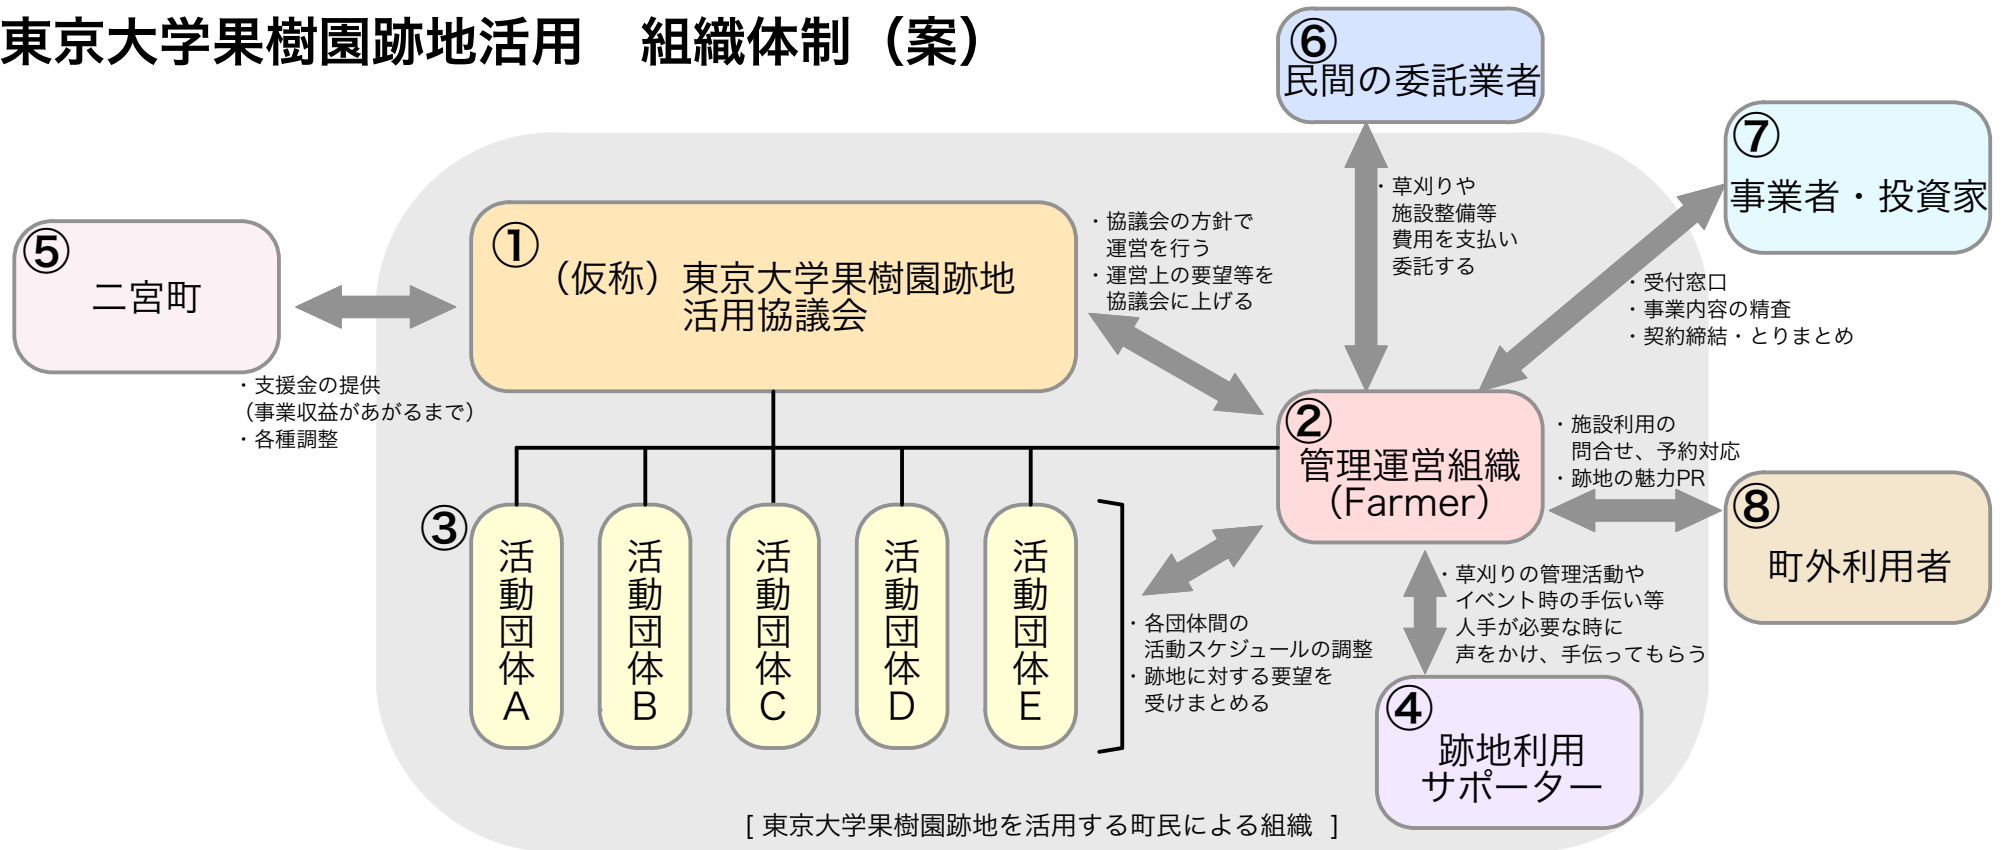 東京大学果樹園跡地活用　組織体制（案）
⑥
民間の委託業者
⑦
事業者・投資家
⑤
二宮町
①
（仮称）東京大学果樹園跡地
活用協議会
・協議会の方針で
運営を行う
・運営上の要望等を
協議会に上げる
・草刈りや
施設整備等
費用を支払い
委託する
・受付窓口
・事業内容の精査
・契約締結・とりまとめ
・支援金の提供
（事業収益があがるまで）
・各種調整
②
管理運営組織
（Farmer）
・施設利用の
問合せ、予約対応
・跡地の魅力PR
⑧
町外利用者
③
活動団体A
活動団体B
活動団体C
活動団体D
活動団体E
・各団体間の
活動スケジュールの調整
・跡地に対する要望を
受けまとめる
・草刈りの管理活動や
イベント時の手伝い等
人手が必要な時に
声をかけ、手伝ってもらう
④
跡地利用
サポーター
[ 東京大学果樹園跡地を活用する町民による組織 ]